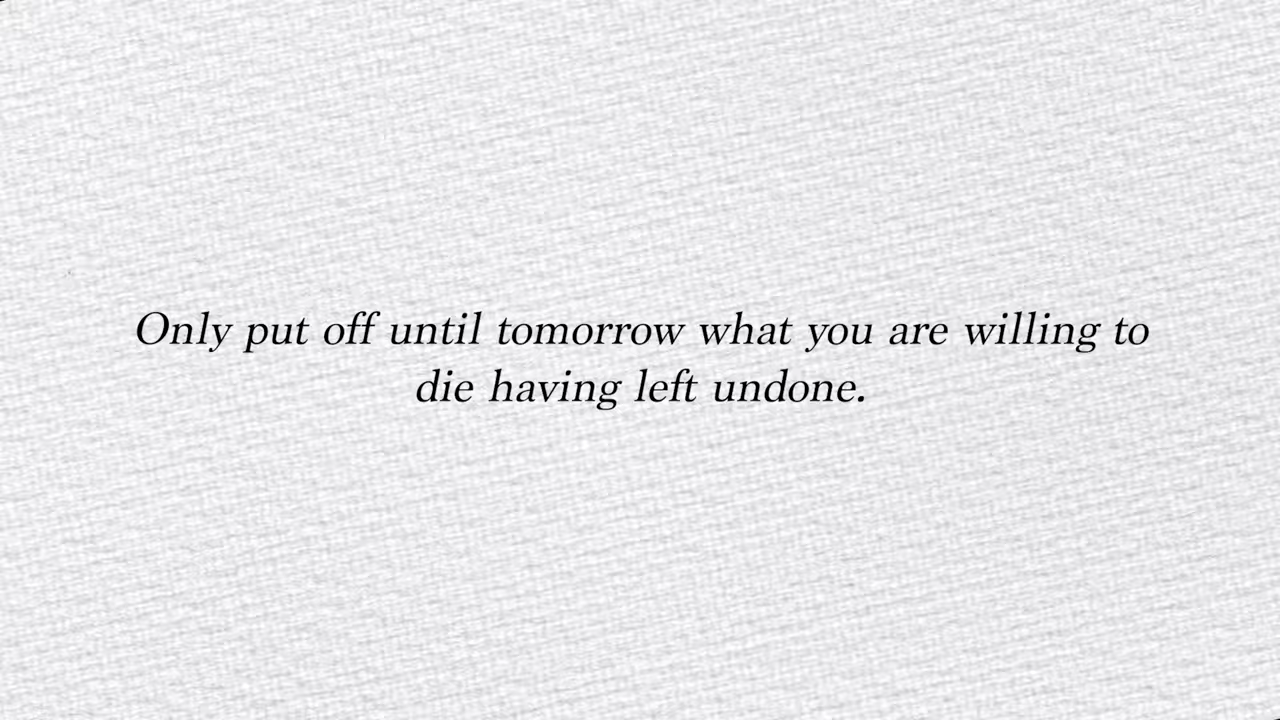 Only put off until tomorrow what you are willing to
die having left undone.